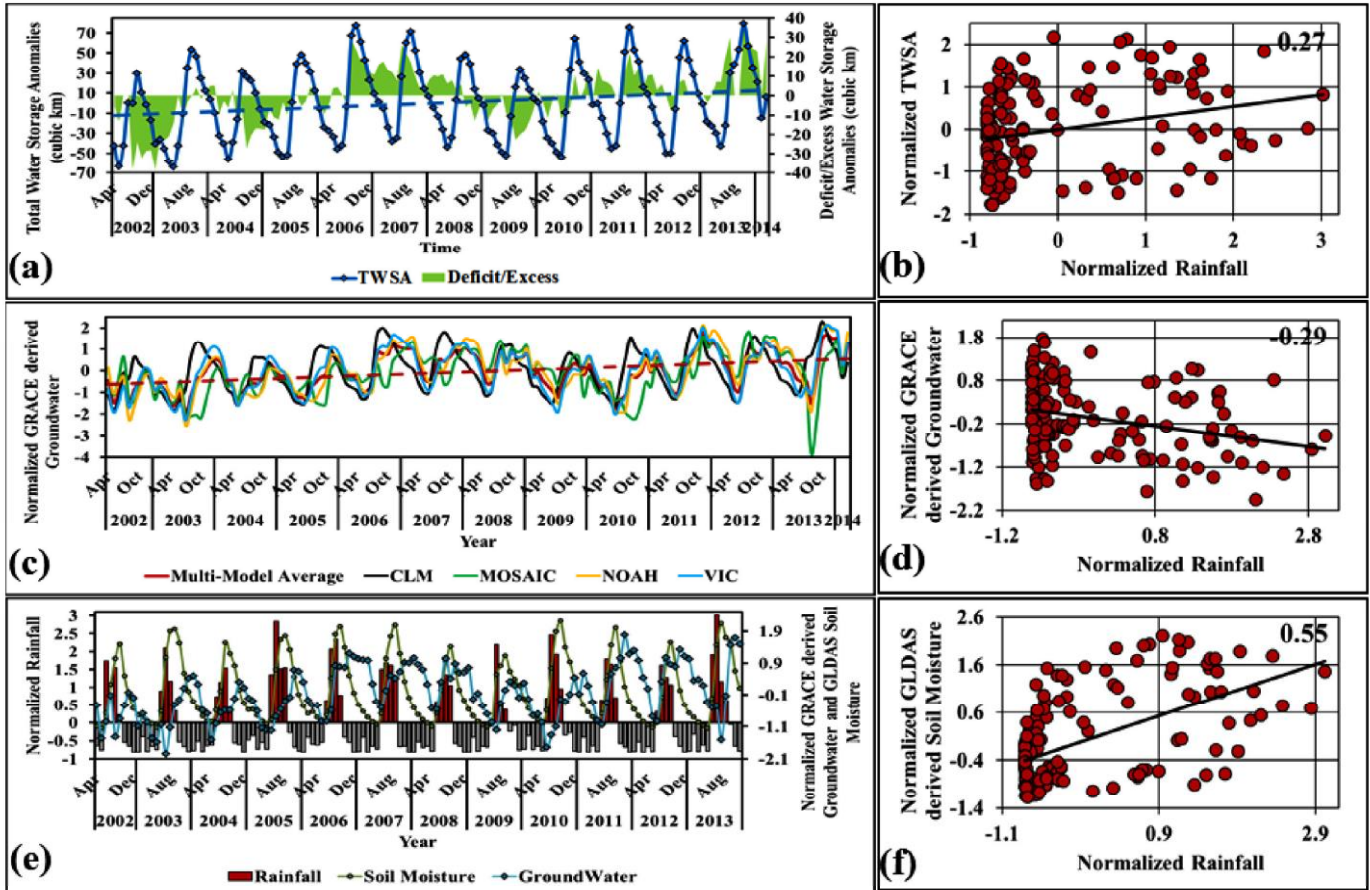 Total Water Storage Anomalies
(cubic km)
70
50
30
10
-10
-30
-50
-70
40
30
20
10
0
-10
-20
-30
-40
Deficit/Excess Water Storage
Anomalies (cubic km)
Apr Dec Aug Apr Dec Aug Apr Dec Aug Apr Dec Aug Apr Dec Aug Apr Dec Aug
2002 2003 2004 2005 2006 2007 2008 2009 2010 2011 2012 2013 2014
Time
(a)
TWSA Deficit/Excess
Normalized TWSA
2
1
0
-1
-2
0.27
-1 0 1 2 3
Normalized Rainfall
(b)
Normalized GRACE derived
Groundwater
2
1
0
-1
-2
-3
-4
Apr Oct Apr Oct Apr Oct Apr Oct Apr Oct Apr Oct Apr Oct Apr Oct Apr Oct Apr Oct Apr Oct Apr Oct
2002 2003 2004 2005 2006 2007 2008 2009 2010 2011 2012 2013 2014
Year
(c)
Multi-Model Average CLM MOSAIC NOAH VIC
Normalized GRACE
derived Groundwater
1.8
0.8
-0.2
-1.2
-2.2
-0.29
-1.2 0.8 2.8
Normalized Rainfall
(d)
Normalized Rainfall
3
2.5
2
1.5
1
0.5
0
-0.5
-1
1.9
0.9
-0.1
-1.1
-2.1
Normalized GRACE derived
Groundwater and GLDAS Soil
Moisture
Apr Dec Aug Apr Dec Aug Apr Dec Aug Apr Dec Aug Apr Dec Aug Apr Dec Aug
2002 2003 2004 2005 2006 2007 2008 2009 2010 2011 2012 2013
Year
(e)
Rainfall Soil Moisture GroundWater
Normalized GLDAS
derived Soil Moisture
2.6
1.6
0.6
-0.4
-1.4
0.55
-1.1 0.9 2.9
Normalized Rainfall
(f)